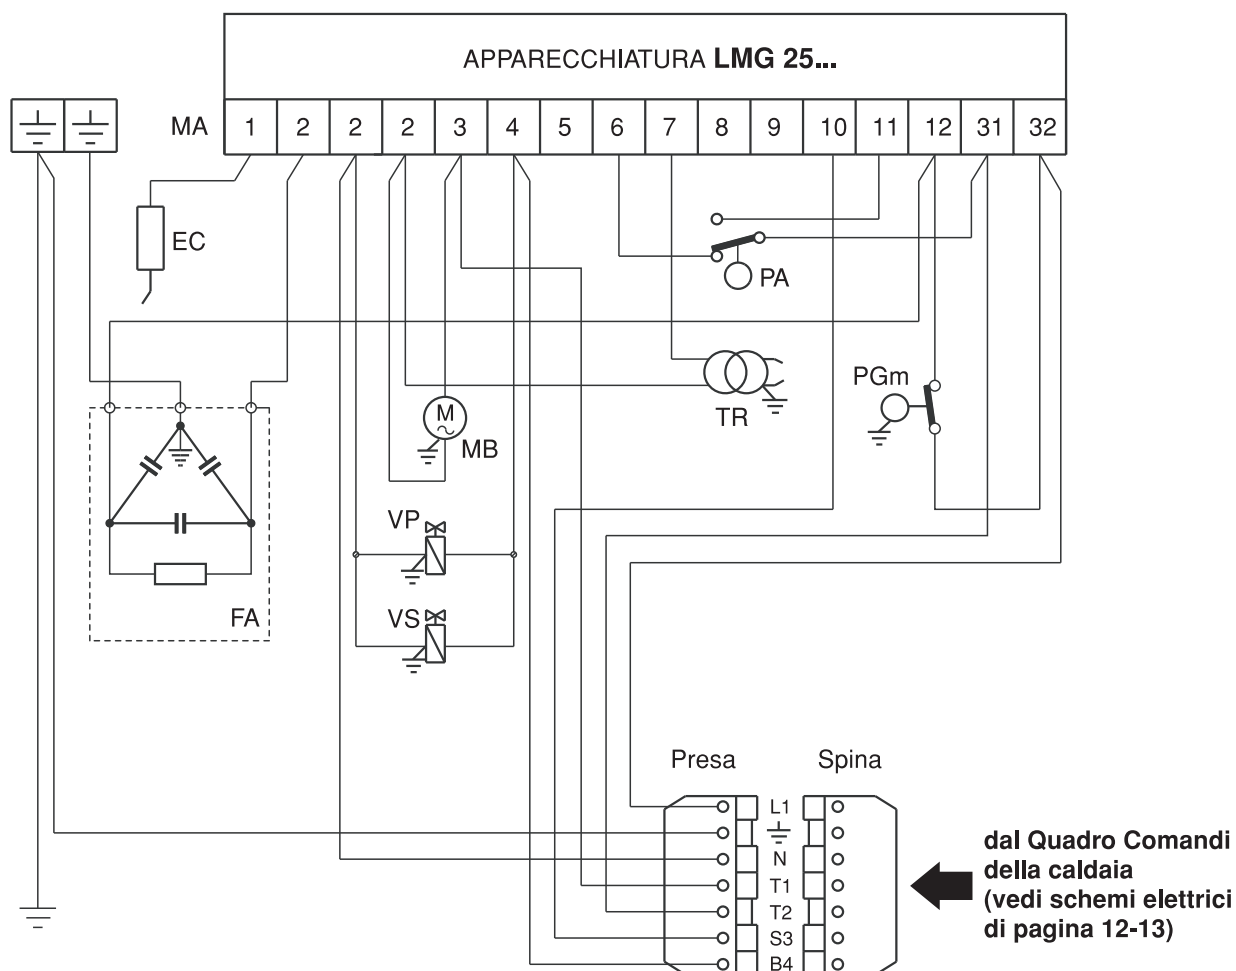 APPARECCHIATURA LMG 25...
MA 1 2 2 2 3 4 5 6 7 8 9 10 11 12 31 32
EC
PA
PGm
TR
M
MB
VP
VS
FA
Presa Spina
L1
N
T1
T2
S3
B4
dal Quadro Comandi
della caldaia
(vedi schemi elettrici
di pagina 12-13)